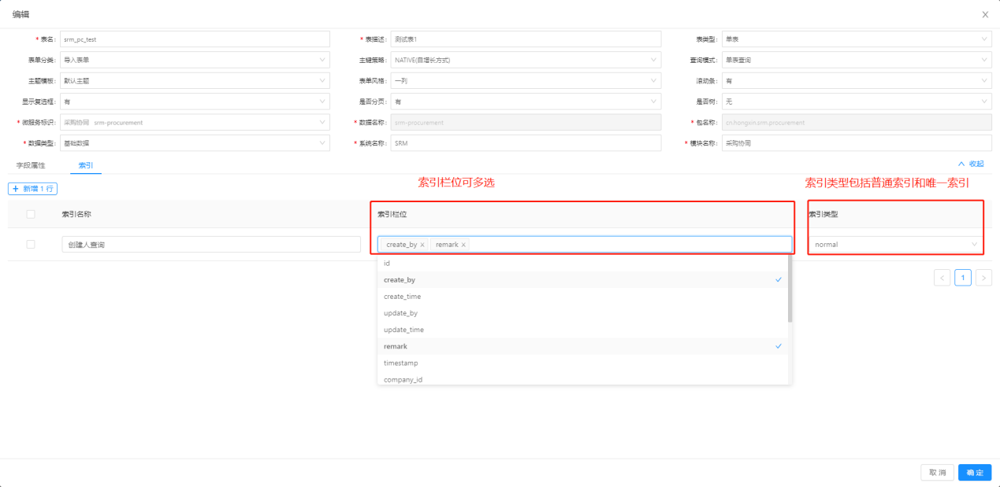 编辑
* 表名: srm_pc_test * 表描述: 测试表1 表类型: 单表
表单分类: 导入表单 主键策略: NATIVE(自增长方式) 查询模式: 单表查询
主题模板: 默认主题 表单风格: 一列 滚动条: 有
显示复选框: 有 是否分页: 有 是否树: 无
* 微服务标识: 采购协同 srm-procurement * 数据名称: srm-procurement * 包名称: cn.hongxin.srm.procurement
* 数据类型: 基础数据 * 系统名称: SRM * 模块名称: 采购协同
字段属性 索引 收起
+ 新增 1 行 索引栏位可多选 索引类型包括普通索引和唯一索引
索引名称 索引栏位 索引类型
创建人查询 create_by × remark × normal
id
create_by
create_time
update_by
update_time
remark
timestamp
company_id
< 1 >
取 消 确 定